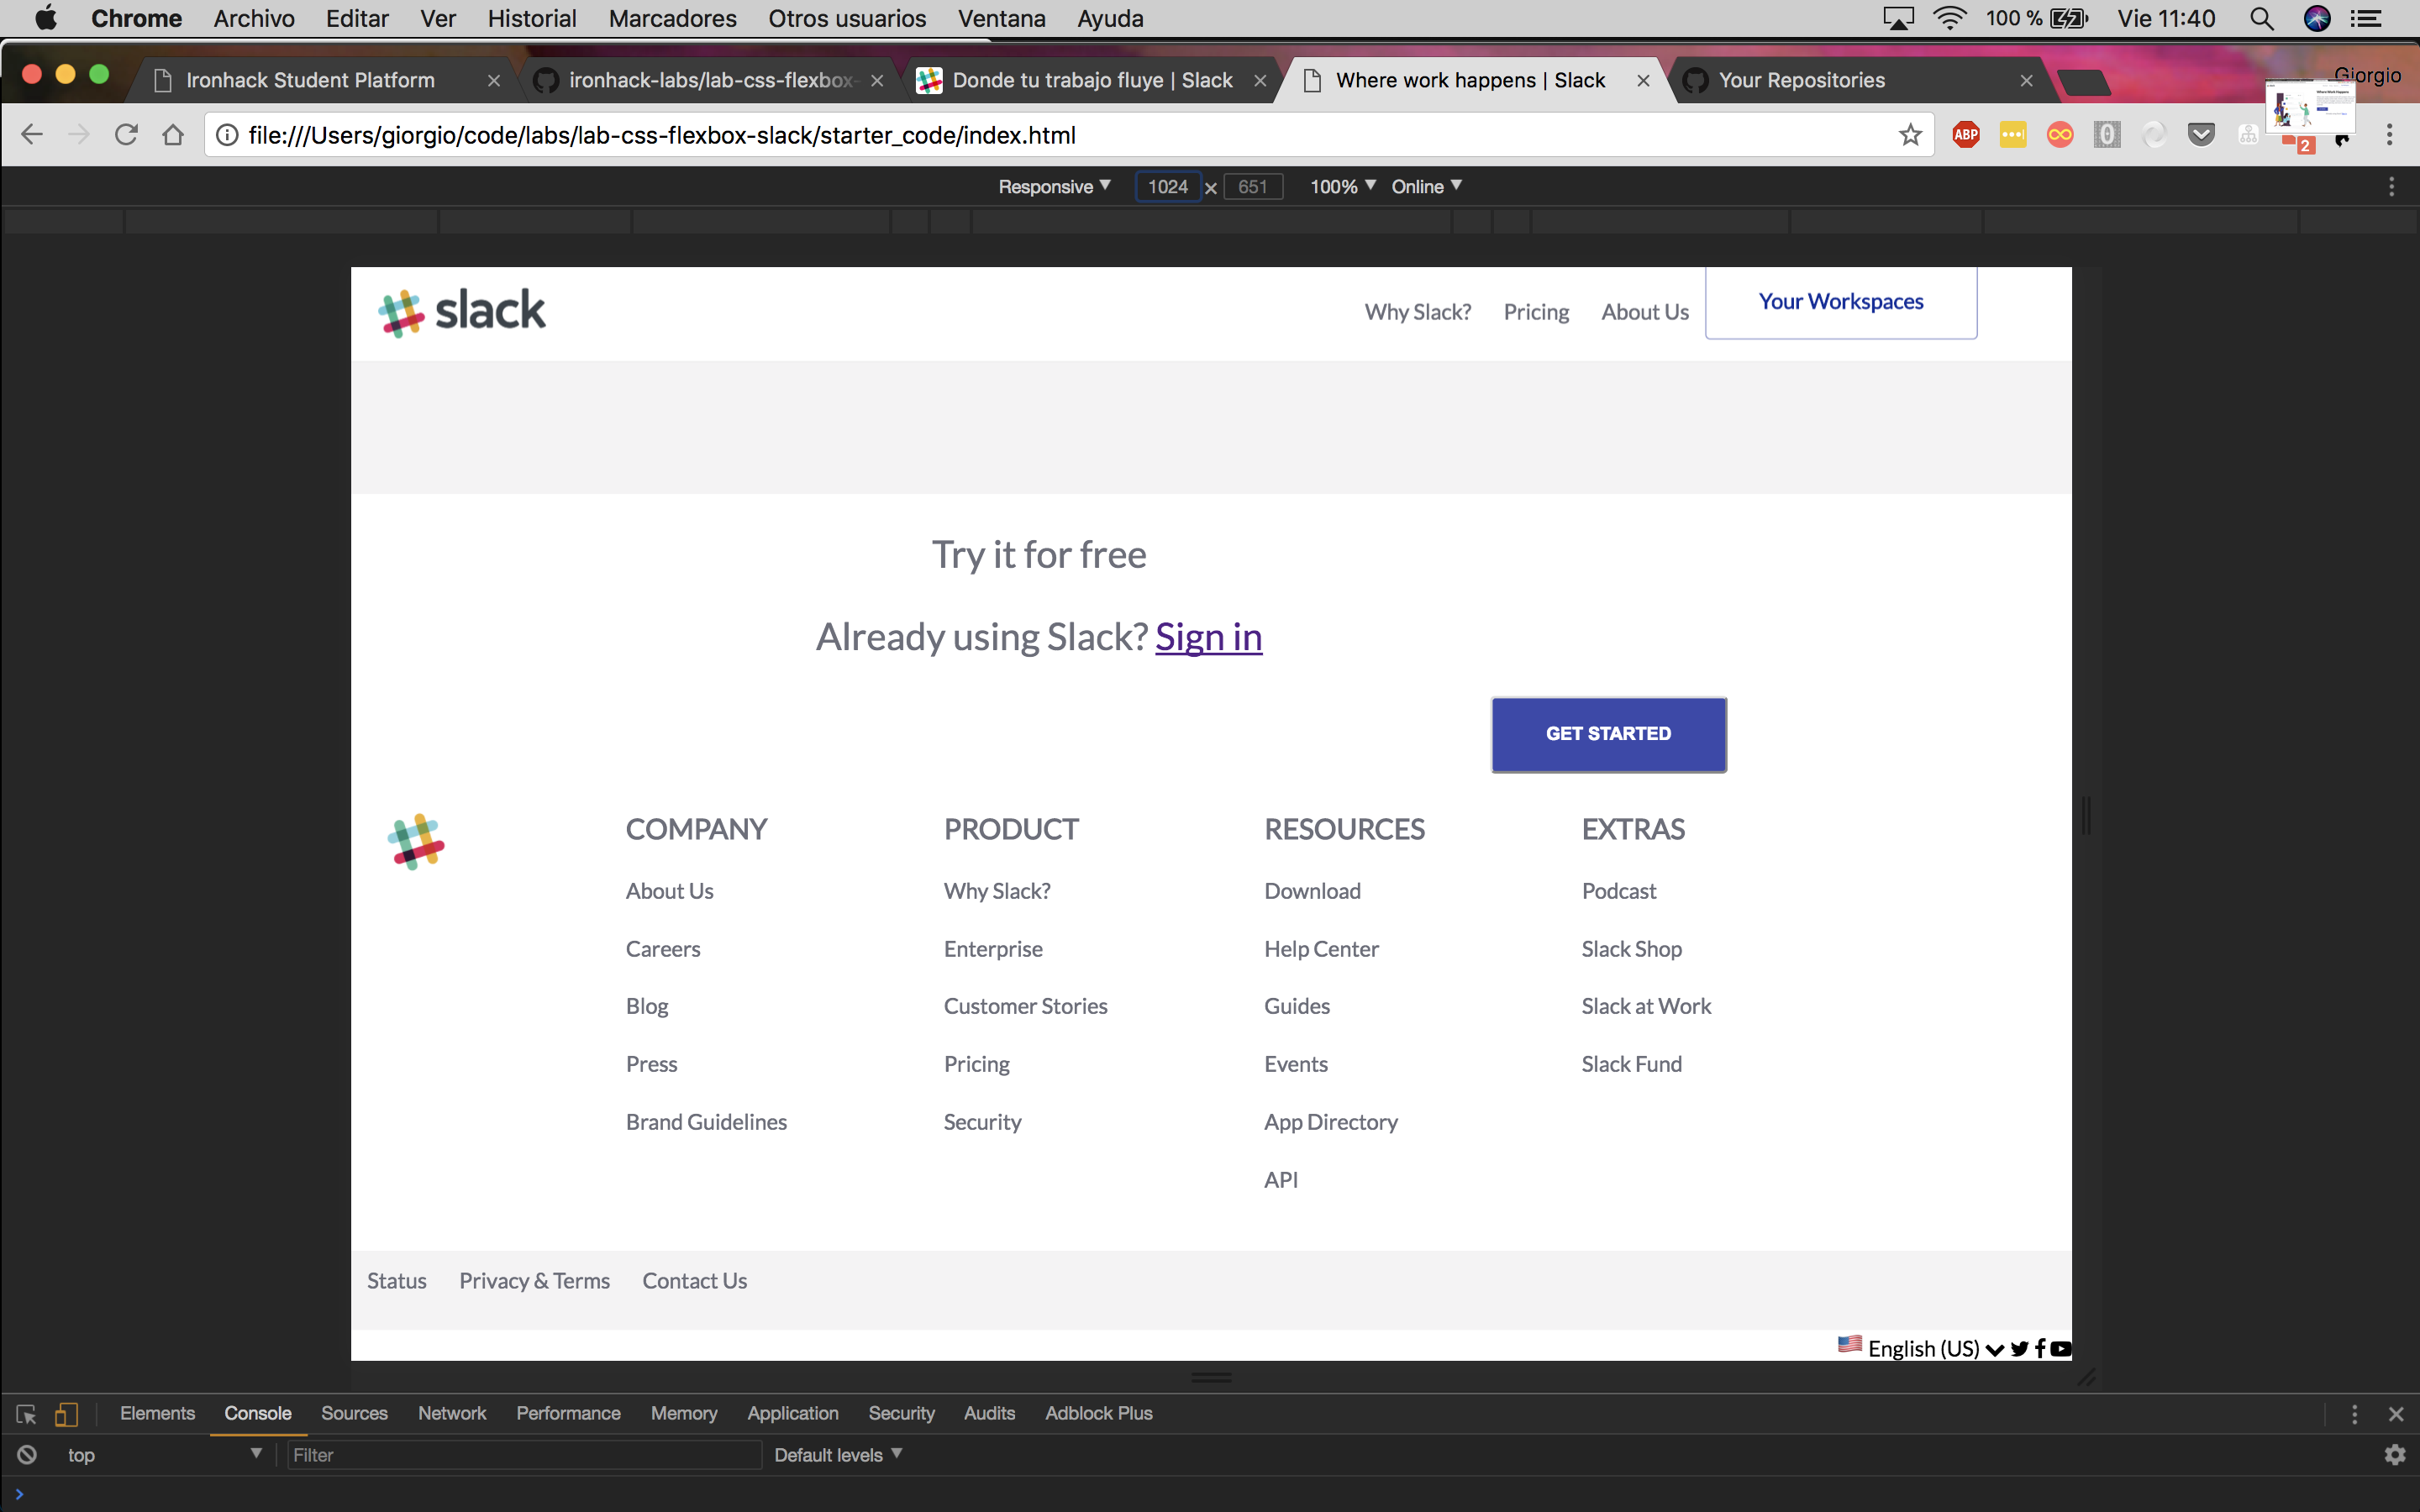 Chrome Archivo Editar Ver Historial Marcadores Otros usuarios Ventana Ayuda 100 % Vie 11:40
Ironhack Student Platform ironhack-labs/lab-css-flexbox- Donde tu trabajo fluye | Slack Where work happens | Slack Your Repositories Giorgio
file:///Users/giorgio/code/labs/lab-css-flexbox-slack/starter_code/index.html ABP 0 2
Responsive 1024 × 651 100% Online
slack Why Slack? Pricing About Us Your Workspaces
Try it for free
Already using Slack? Sign in
GET STARTED
COMPANY PRODUCT RESOURCES EXTRAS
About Us Why Slack? Download Podcast
Careers Enterprise Help Center Slack Shop
Blog Customer Stories Guides Slack at Work
Press Pricing Events Slack Fund
Brand Guidelines Security App Directory
API
Status Privacy & Terms Contact Us
English (US)
Elements Console Sources Network Performance Memory Application Security Audits Adblock Plus
top Filter Default levels